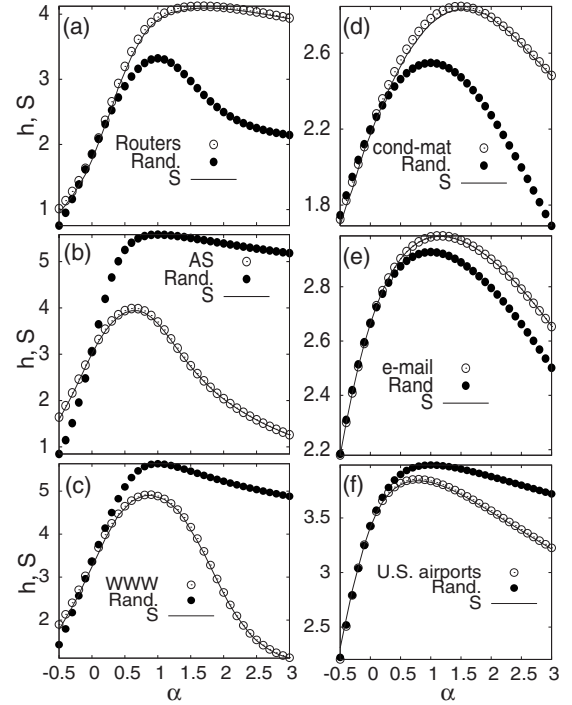 (a)
h, S
4
3
2
1
Routers
Rand.
S
(b)
h, S
5
4
3
2
1
AS
Rand.
S
(c)
h, S
5
4
3
2
WWW
Rand.
S
-0.5 0 0.5 1 1.5 2 2.5 3
α
(d)
2.6
2.2
1.8
cond-mat
Rand.
S
(e)
2.8
2.6
2.4
2.2
e-mail
Rand
S
(f)
3.5
3
2.5
U.S. airports
Rand.
S
-0.5 0 0.5 1 1.5 2 2.5 3
α